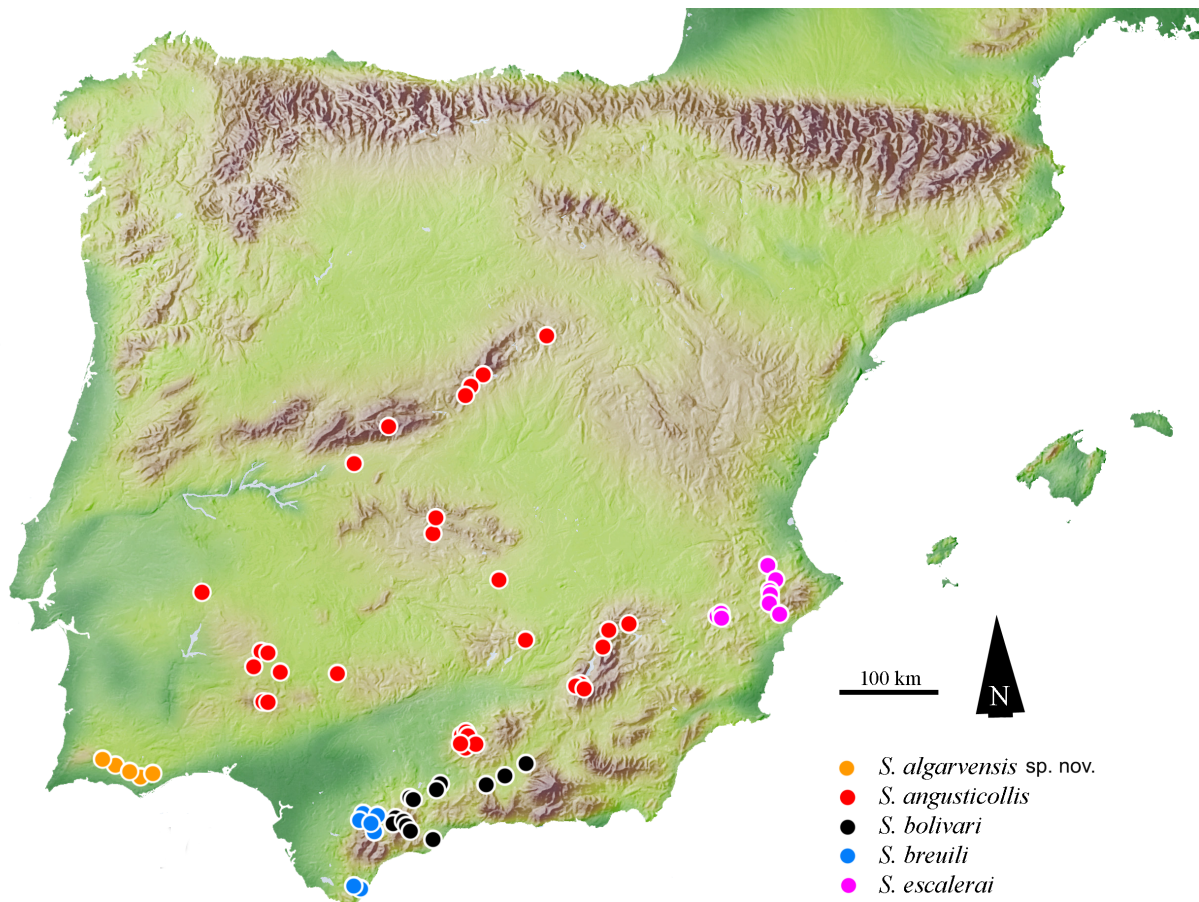 100 km
N
S. algarvensis sp. nov.
S. angusticollis
S. bolivari
S. breuili
S. escalerai